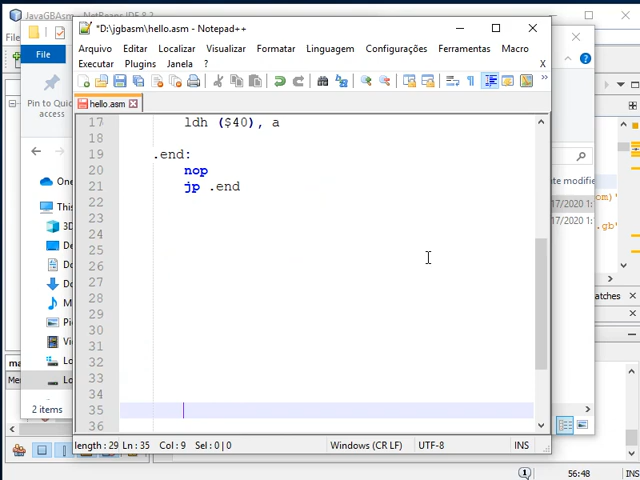 JavaGBAsm - NetBeans IDE 8.2
*D:\jgbasm\hello.asm - Notepad++
Arquivo Editar Localizar Visualizar Formatar Linguagem Configurações Ferramentas Macro
Executar Plugins Janela ? X
hello.asm
File
Pin to Quick access
17 ldh ($40), a
18
19 .end:
20 nop
21 jp .end
22
23
24
25
26
27
28
29
30
31
32
33
34
35
36
length : 29 Ln : 35 Col : 9 Sel : 0 | 0 Windows (CR LF) UTF-8 INS
2 items
ate modifie
17/2020 1:
17/2020 1:
.gb'
atches
56:48 INS